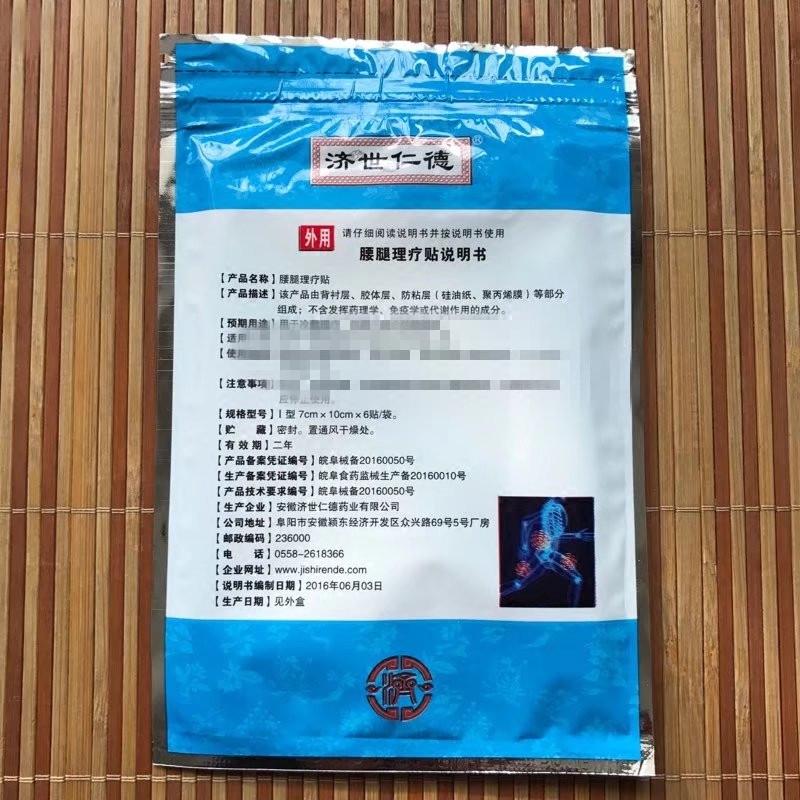 济世仁德®
外用 请仔细阅读说明书并按说明书使用
腰腿理疗贴说明书
【产品名称】腰腿理疗贴
【产品描述】该产品由背衬层、胶体层、防粘层（硅油纸、聚丙烯膜）等部分
组成；不含发挥药理学、免疫学或代谢作用的成分。
【预期用途】
【适用
【使用
【注意事项】
应停止使用。
【规格型号】Ⅰ型 7cm×10cm×6贴/袋。
【贮 藏】密封。置通风干燥处。
【有 效 期】二年
【产品备案凭证编号】皖阜械备20160050号
【生产备案凭证编号】皖阜食药监械生产备20160010号
【产品技术要求编号】皖阜械备20160050号
【生产企业】安徽济世仁德药业有限公司
【公司地址】阜阳市安徽颍东经济开发区众兴路69号5号厂房
【邮政编码】236000
【电 话】0558-2618366
【企业网址】www.jishirende.com
【说明书编制日期】2016年06月03日
【生产日期】见外盒
济